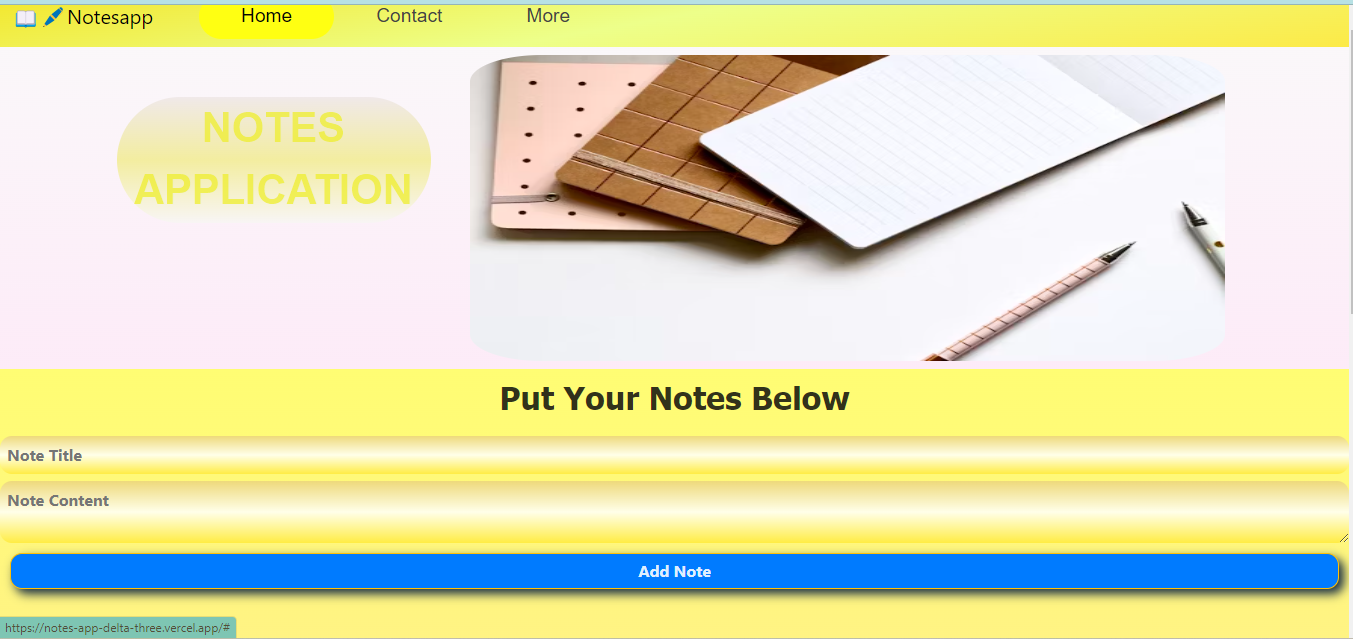 Notesapp
Home
Contact
More
NOTES
APPLICATION
Put Your Notes Below
Note Title
Note Content
Add Note
https://notes-app-delta-three.vercel.app/#